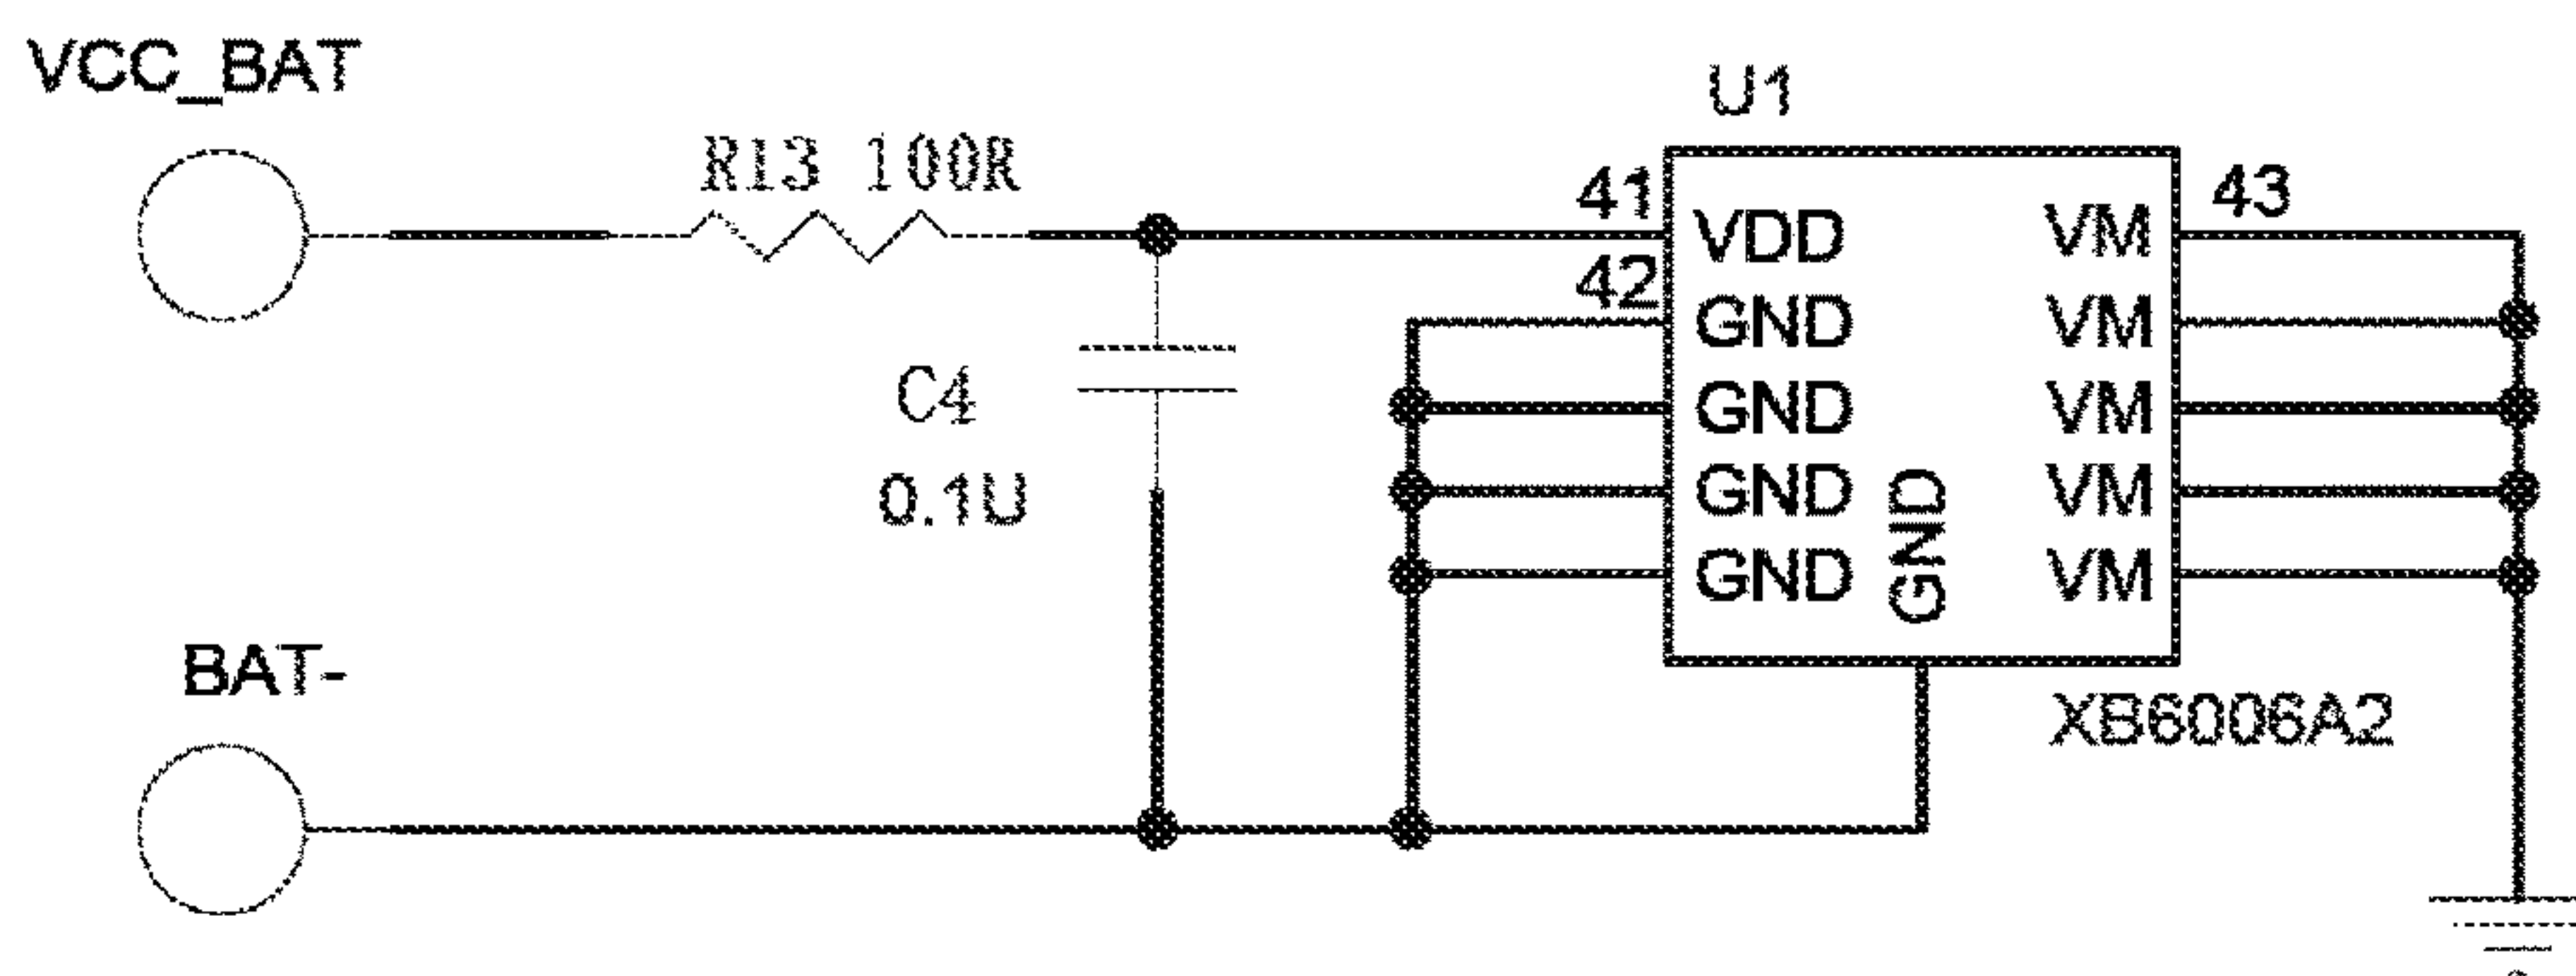 VCC_BAT
U1
R13 100R
41
43
VDD
VM
42
GND
VM
GND
VM
C4
GND
VM
0.1U
GND
GND
VM
BAT-
XB6006A2